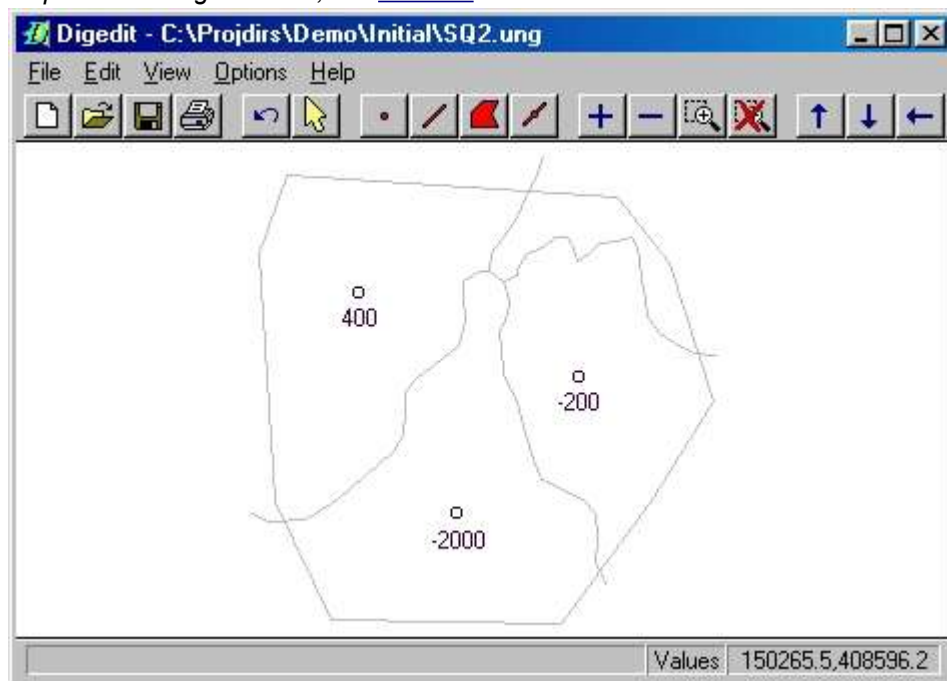 Digedit - C:\Projdirs\Demo\Initial\SQ2.ung
File Edit View Options Help
400
-200
-2000
Values 150265.5,408596.2